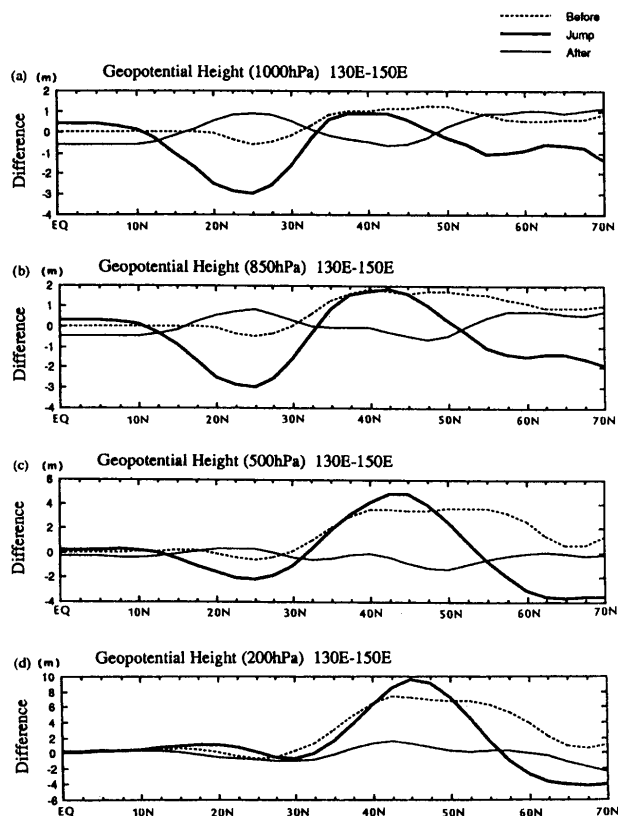 Before
Jump
After
(a) (m) Geopotential Height (1000hPa) 130E-150E
Difference
2
1
0
-1
-2
-3
-4
EQ 10N 20N 30N 40N 50N 60N 70N
(b) (m) Geopotential Height (850hPa) 130E-150E
Difference
2
1
0
-1
-2
-3
-4
EQ 10N 20N 30N 40N 50N 60N 70N
(c) (m) Geopotential Height (500hPa) 130E-150E
Difference
6
4
2
0
-2
-4
EQ 10N 20N 30N 40N 50N 60N 70N
(d) (m) Geopotential Height (200hPa) 130E-150E
Difference
10
8
6
4
2
0
-2
-4
-6
EQ 10N 20N 30N 40N 50N 60N 70N